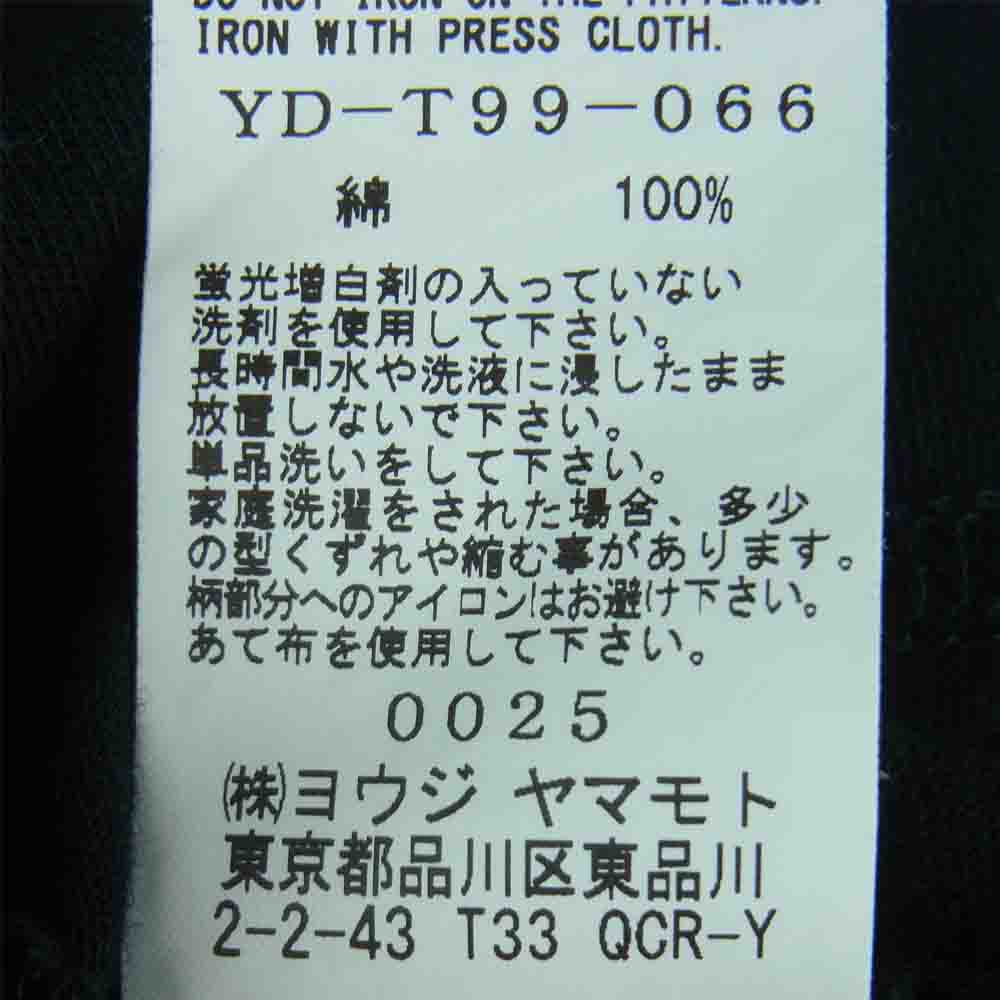 DO NOT IRON ON THE PATTERNS.
IRON WITH PRESS CLOTH.
YD-T99-066
綿 100%
蛍光増白剤の入っていない
洗剤を使用して下さい。
長時間水や洗液に浸したまま
放置しないで下さい。
単品洗いをして下さい。
家庭洗濯をされた場合、多少
の型くずれや縮む事があります。
柄部分へのアイロンはお避け下さい。
あて布を使用して下さい。
0025
(株)ヨウジ ヤマモト
東京都品川区東品川
2-2-43 T33 QCR-Y